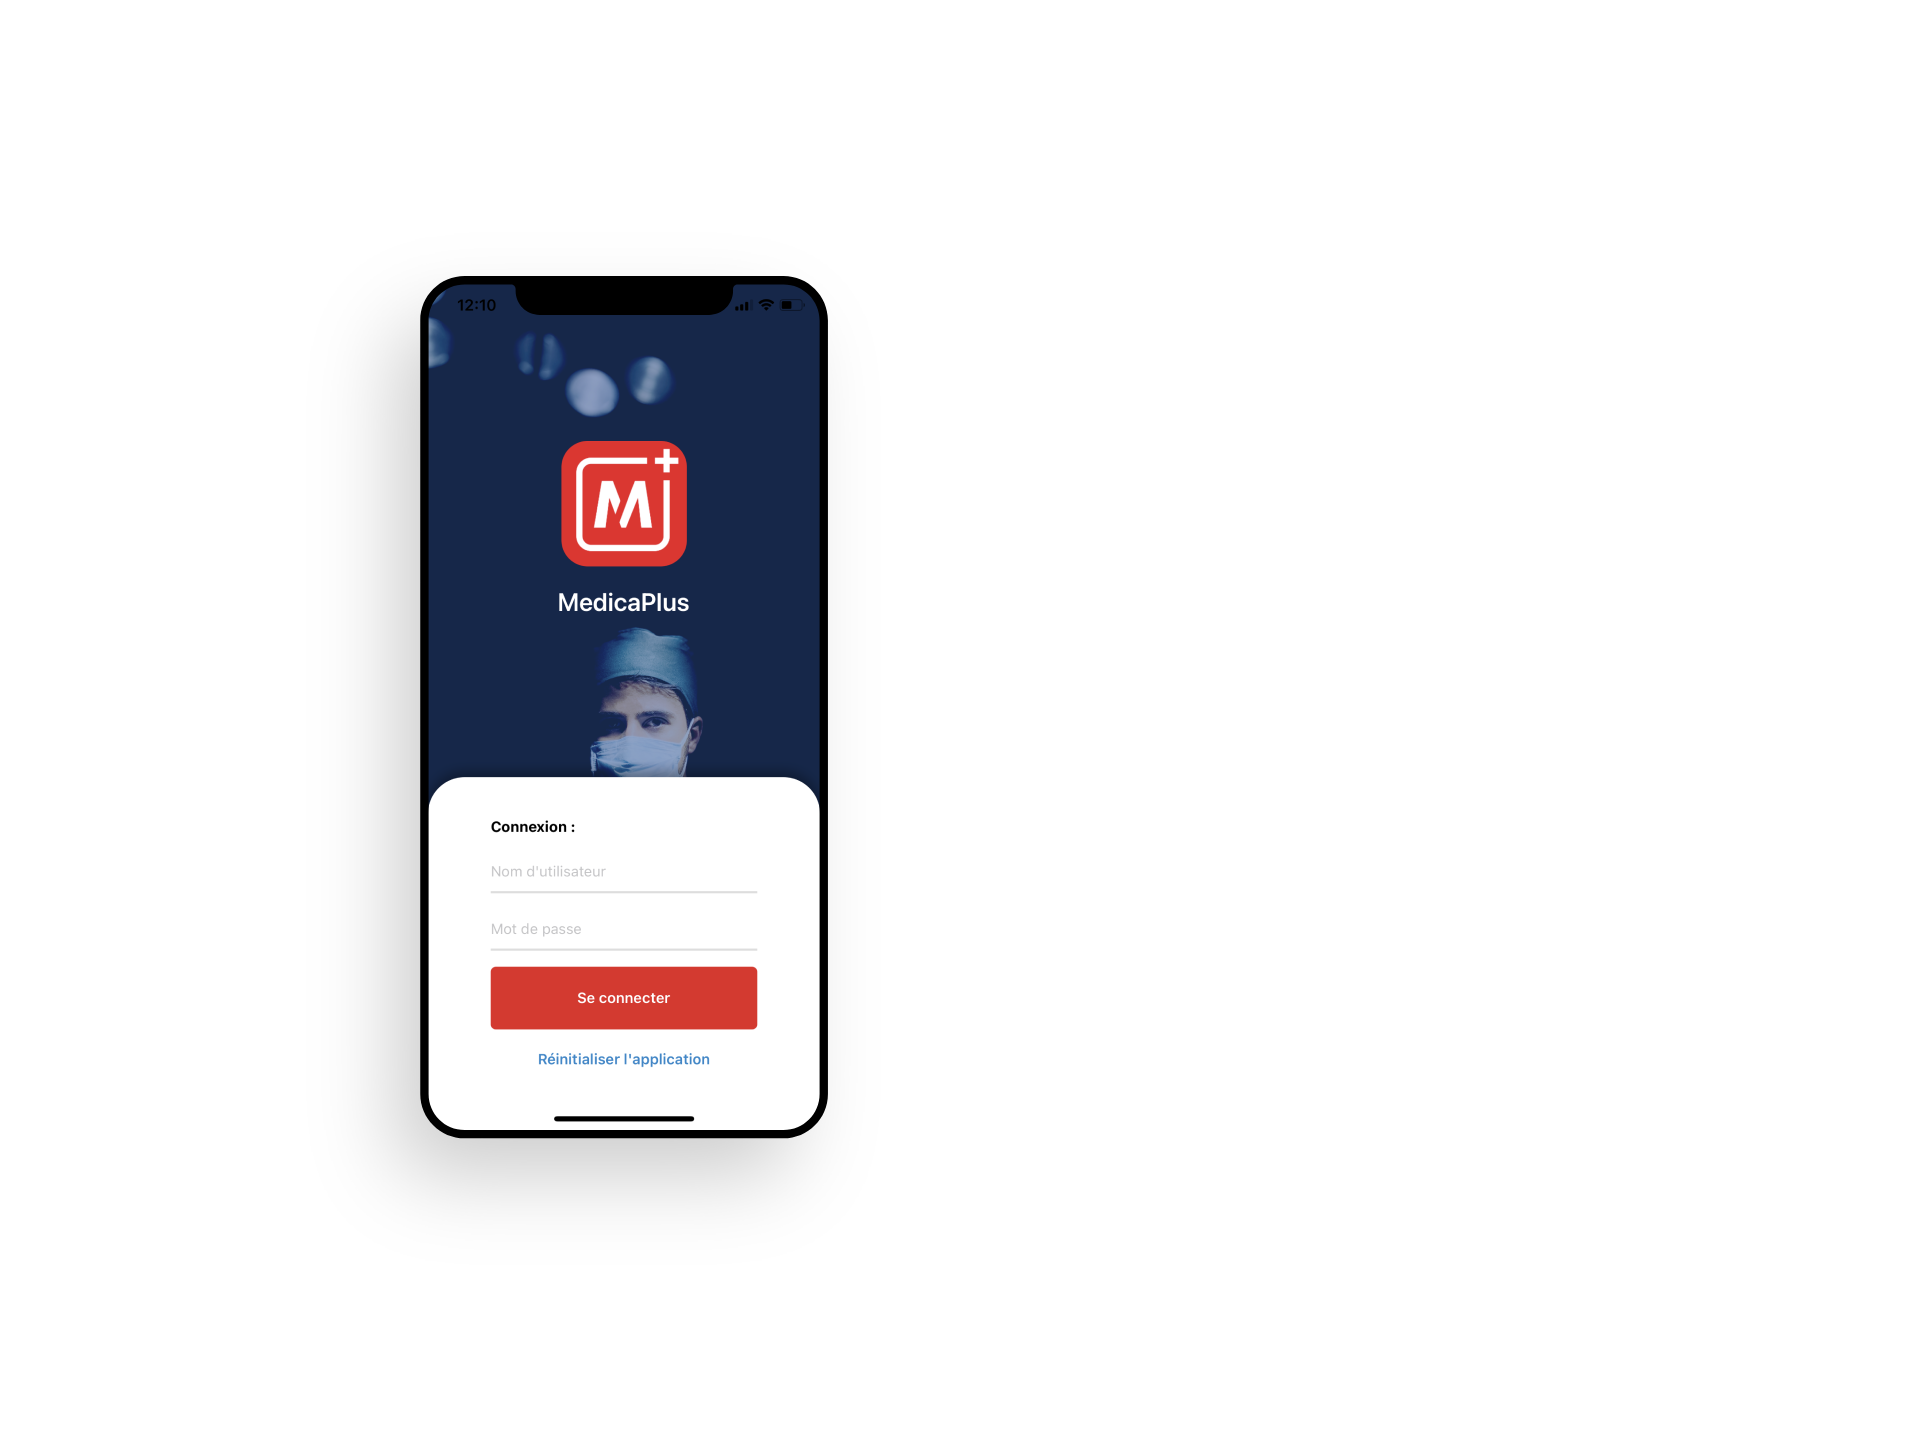 12:10
M+
MedicaPlus
Connexion :
Nom d'utilisateur
Mot de passe
Se connecter
Réinitialiser l'application